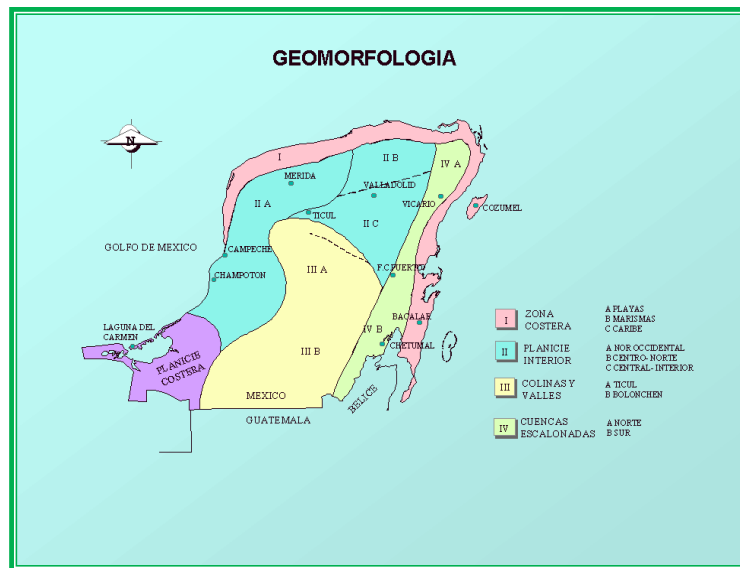 GEOMORFOLOGIA
N
I
II B
IV A
MERIDA
VALLADOLID
II A
VICARIO
COZUMEL
TICUL
II C
GOLFO DE MEXICO
CAMPECHE
III A
F.C.PUERTO
CHAMPOTON
BACALAR
LAGUNA DEL
CARMEN
IV B
CHETUMAL
III B
PLANICIE
COSTERA
MEXICO
BELICE
GUATEMALA
I
ZONA
COSTERA
A PLAYAS
B MARISMAS
C CARIBE
II
PLANICIE
INTERIOR
A NOR OCCIDENTAL
B CENTRO- NORTE
C CENTRAL- INTERIOR
III
COLINAS Y
VALLES
A TICUL
B BOLONCHEN
IV
CUENCAS
ESCALONADAS
A NORTE
B SUR